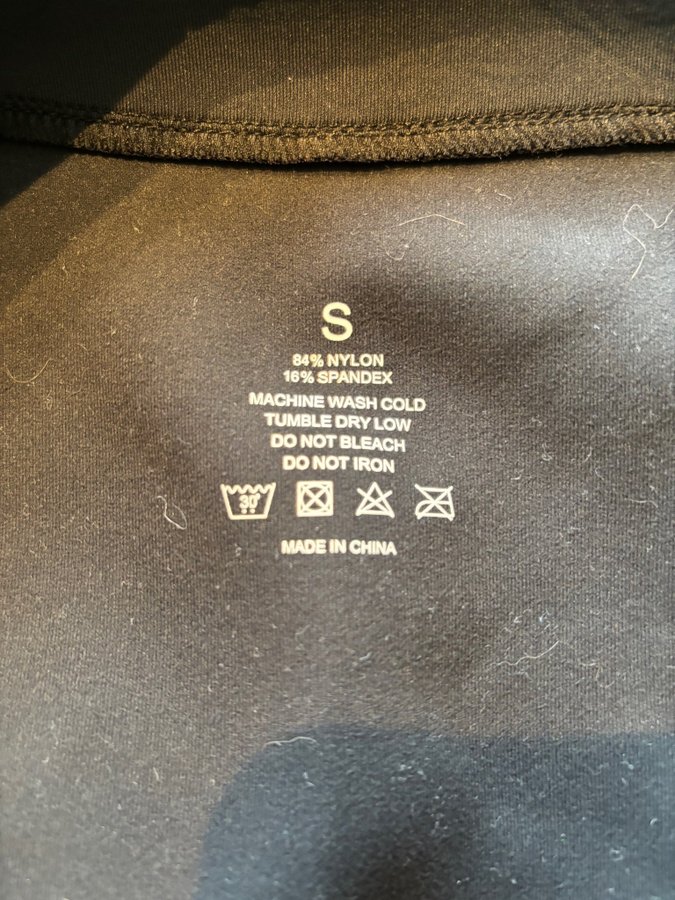 S
84% NYLON
16% SPANDEX
MACHINE WASH COLD
TUMBLE DRY LOW
DO NOT BLEACH
DO NOT IRON
30°
MADE IN CHINA